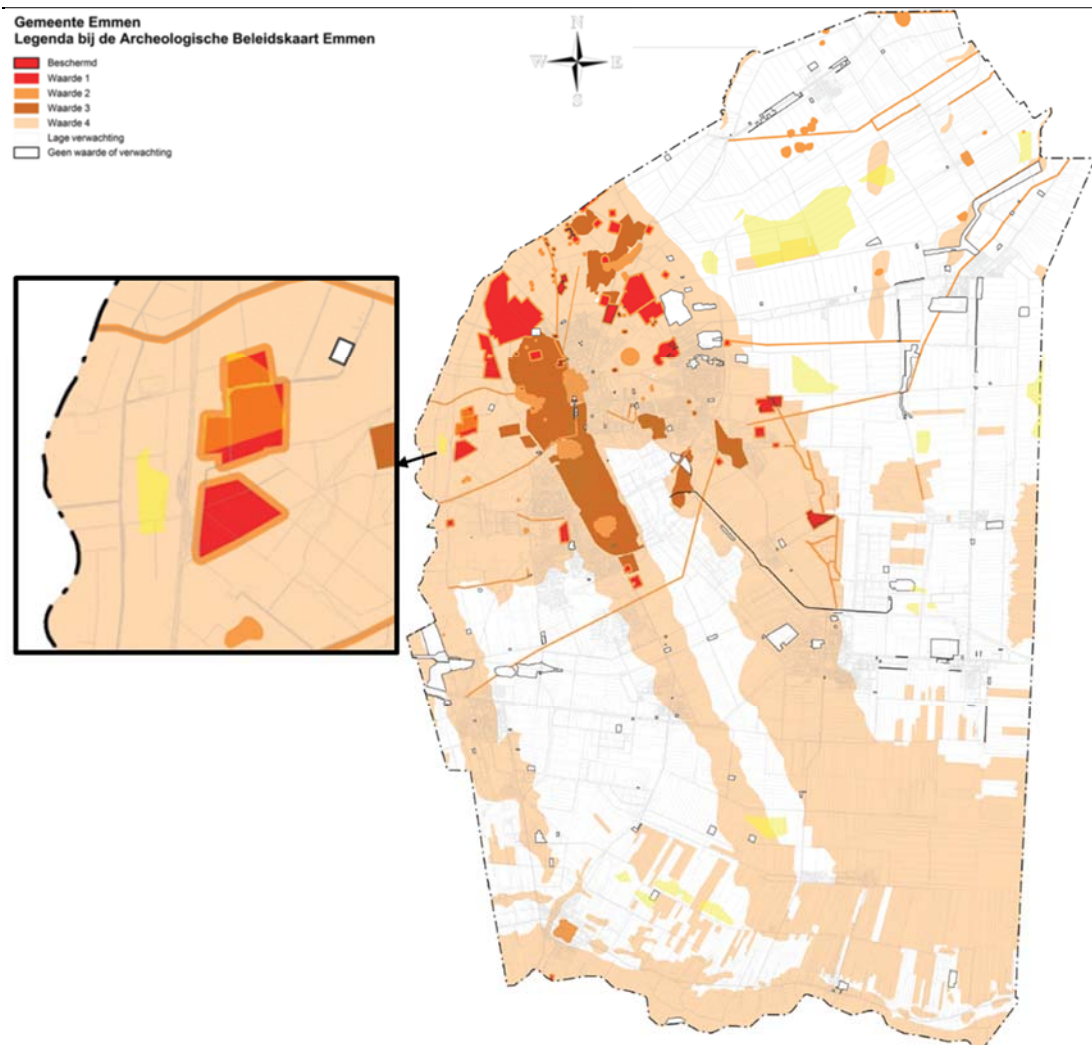 Gemeente Emmen
Legenda bij de Archeologische Beleidskaart Emmen
Beschermd
Waarde 1
Waarde 2
Waarde 3
Waarde 4
Lage verwachting
Geen waarde of verwachting
N
W E
S